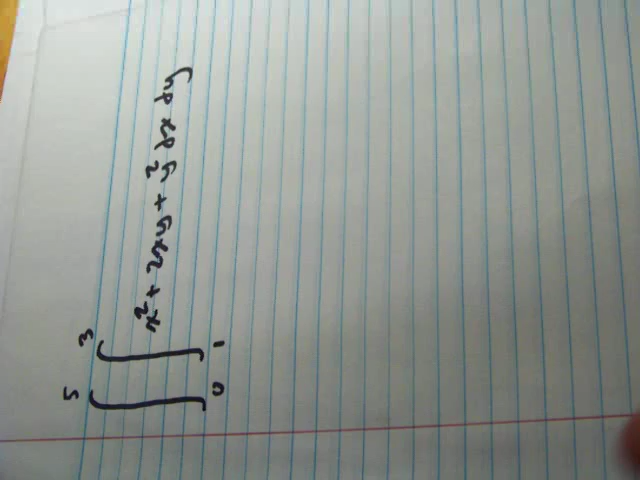 ∫₀⁵ ∫₁³ x² + 2xy + y² dx dy